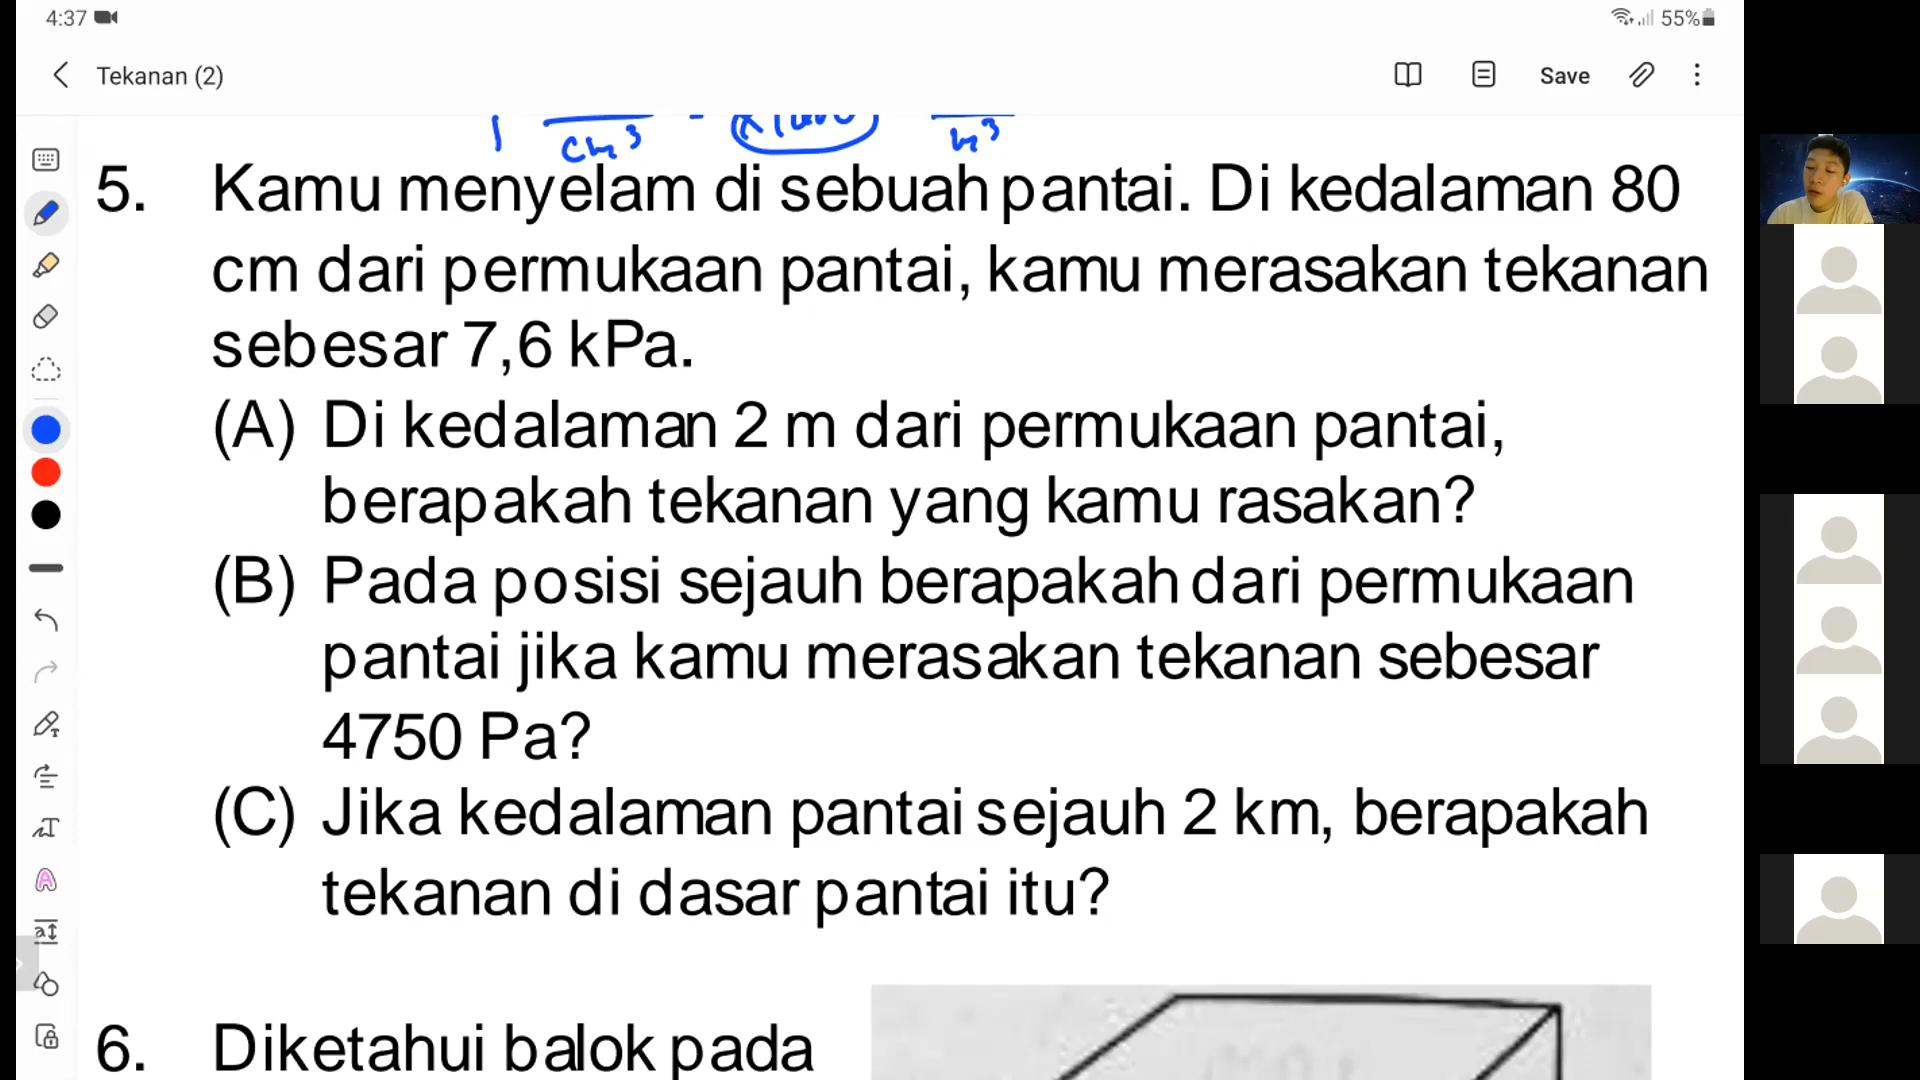 4:37
55%
Tekanan (2)
Save
cm³
m³
5. Kamu menyelam di sebuah pantai. Di kedalaman 80
cm dari permukaan pantai, kamu merasakan tekanan
sebesar 7,6 kPa.
(A) Di kedalaman 2 m dari permukaan pantai,
berapakah tekanan yang kamu rasakan?
(B) Pada posisi sejauh berapakah dari permukaan
pantai jika kamu merasakan tekanan sebesar
4750 Pa?
(C) Jika kedalaman pantai sejauh 2 km, berapakah
tekanan di dasar pantai itu?
6. Diketahui balok pada